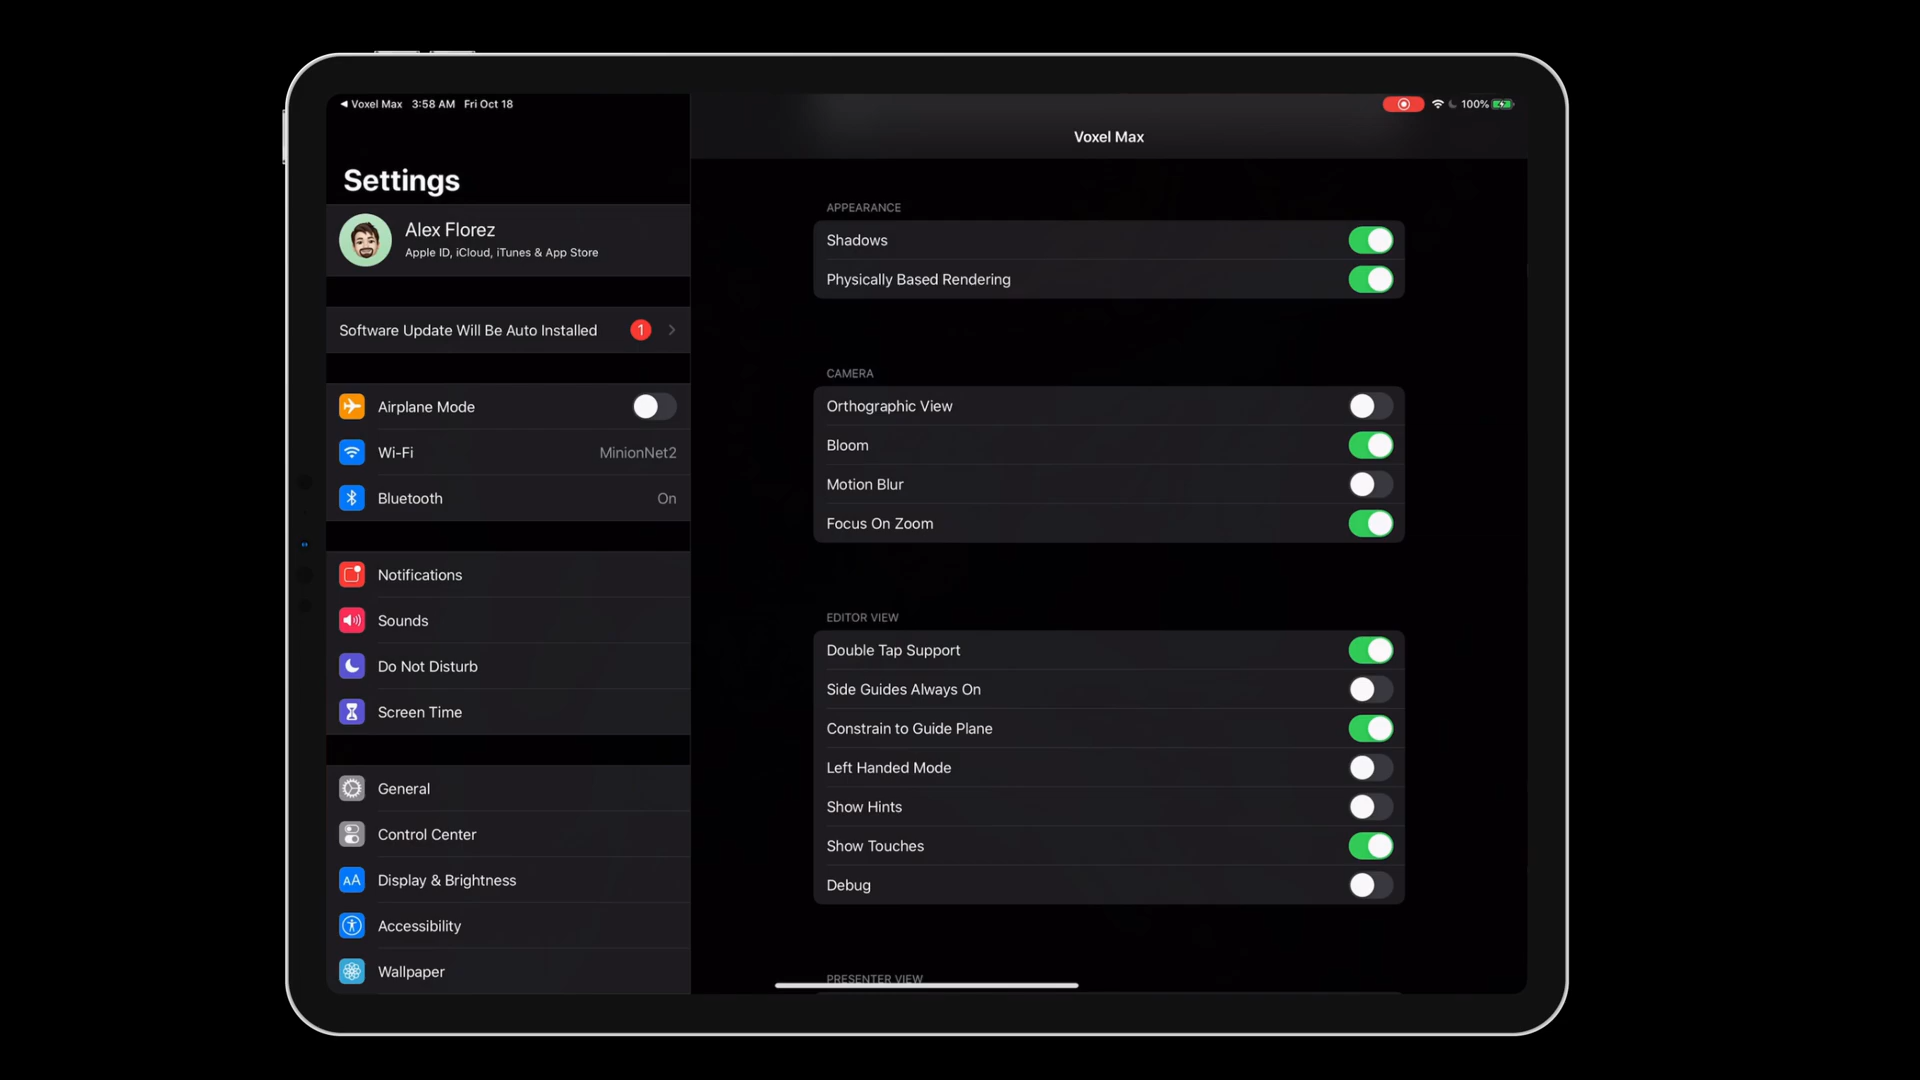 Voxel Max 3:58 AM Fri Oct 18
100%
Settings
Alex Florez
Apple ID, iCloud, iTunes & App Store
Software Update Will Be Auto Installed 1
Airplane Mode
Wi-Fi MinionNet2
Bluetooth On
Notifications
Sounds
Do Not Disturb
Screen Time
General
Control Center
AA Display & Brightness
Accessibility
Wallpaper
Voxel Max
APPEARANCE
Shadows
Physically Based Rendering
CAMERA
Orthographic View
Bloom
Motion Blur
Focus On Zoom
EDITOR VIEW
Double Tap Support
Side Guides Always On
Constrain to Guide Plane
Left Handed Mode
Show Hints
Show Touches
Debug
PRESENTER VIEW